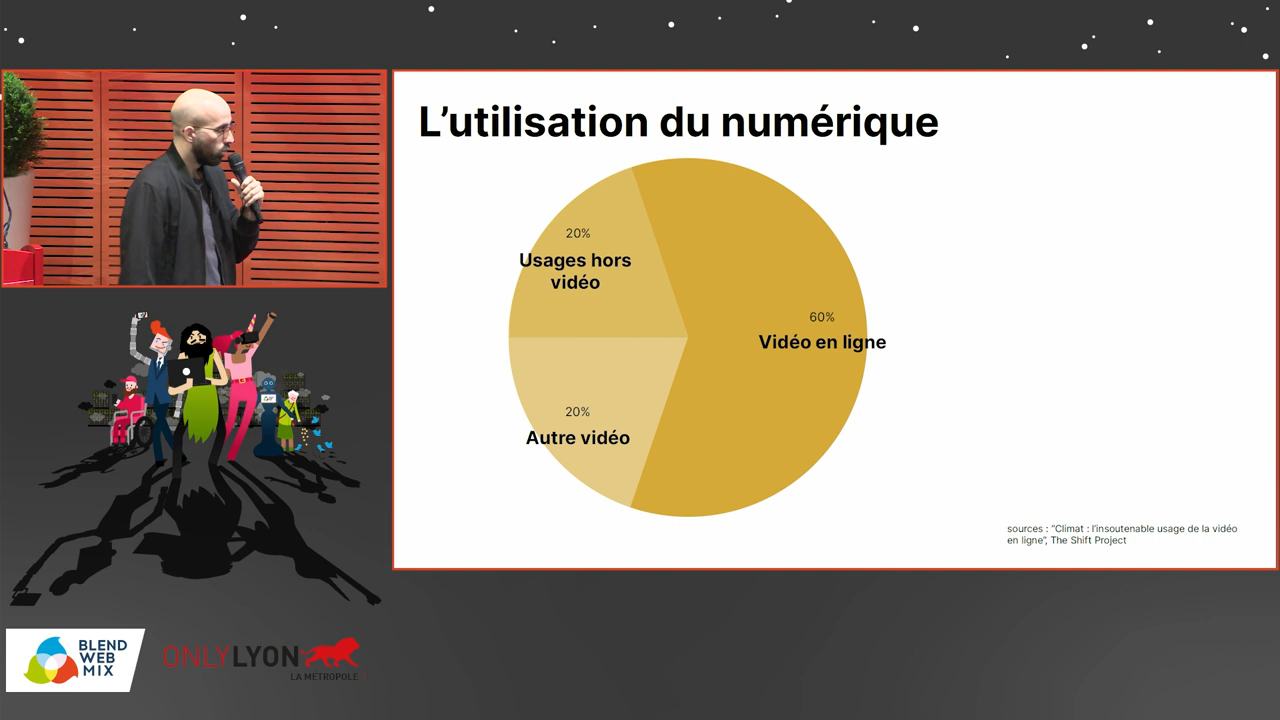 L'utilisation du numérique
20%
Usages hors
vidéo
60%
Vidéo en ligne
20%
Autre vidéo
sources : "Climat : l'insoutenable usage de la vidéo
en ligne", The Shift Project
BLEND
WEB
MIX
ONLYLYON
LA METROPOLE